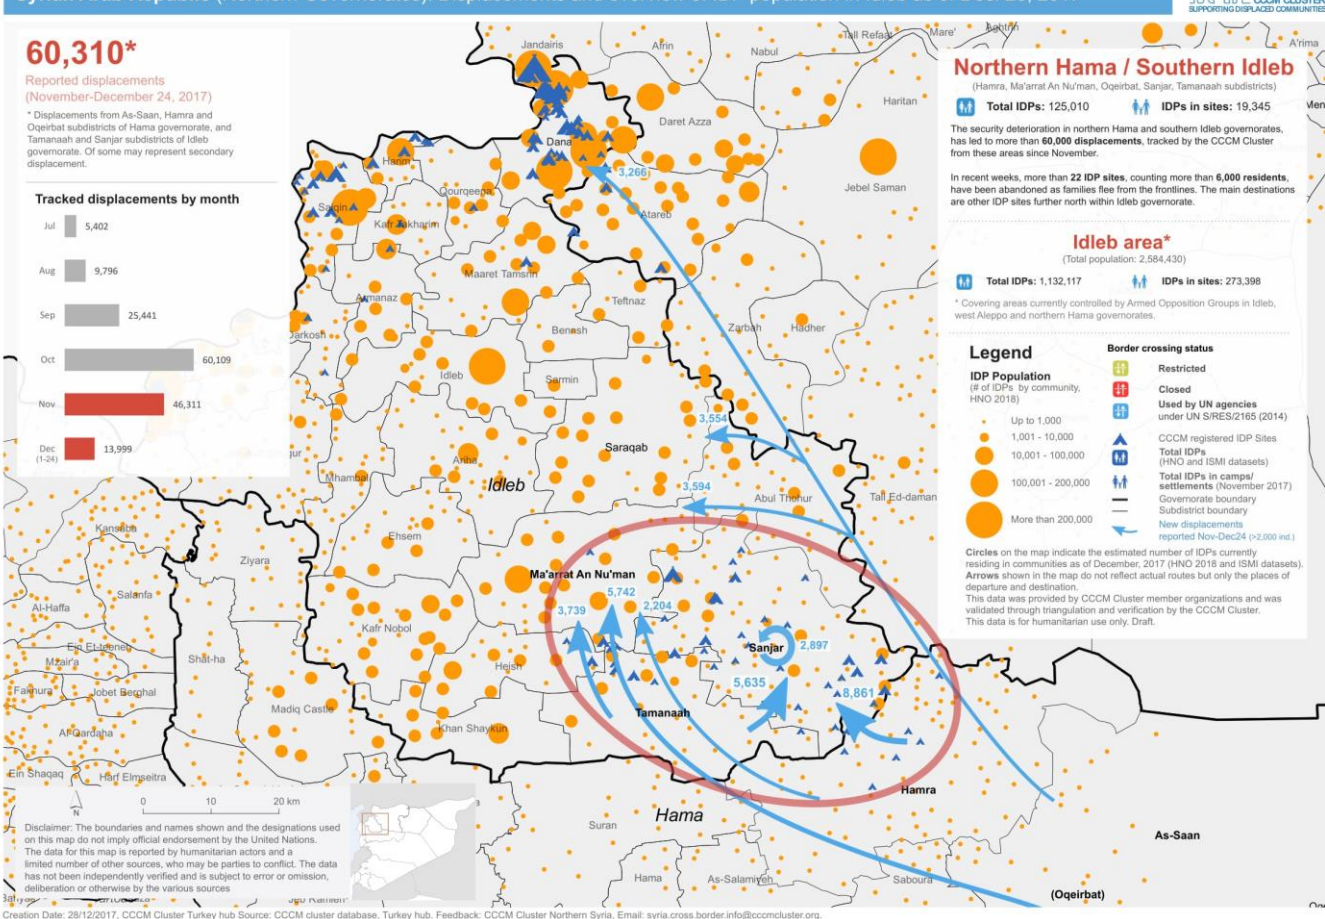 60,310*
Reported displacements
(November-December 24, 2017)
* Displacements from As-Saan, Hamra and
Oqeirbat subdistricts of Hama governorate, and
Tamanaah and Sanjar subdistricts of Idleb
governorate. Of some may represent secondary
displacement.
Tracked displacements by month
Jul 5,402
Aug 9,796
Sep 25,441
Oct 60,109
Nov 46,311
Dec 13,999
(1-24)
CCCM CLUSTER
SUPPORTING DISPLACED COMMUNITIES
Northern Hama / Southern Idleb
(Hamra, Ma'arrat An Nu'man, Oqeirbat, Sanjar, Tamanaah subdistricts)
Total IDPs: 125,010 IDPs in sites: 19,345
The security deterioration in northern Hama and southern Idleb governorates,
has led to more than 60,000 displacements, tracked by the CCCM Cluster
from these areas since November.
In recent weeks, more than 22 IDP sites, counting more than 6,000 residents,
have been abandoned as families flee from the frontlines. The main destinations
are other IDP sites further north within Idleb governorate.
Idleb area*
(Total population: 2,584,430)
Total IDPs: 1,132,117 IDPs in sites: 273,398
* Covering areas currently controlled by Armed Opposition Groups in Idleb,
west Aleppo and northern Hama governorates.
Legend
IDP Population
(# of IDPs by community,
HNO 2018)
Up to 1,000
1,001 - 10,000
10,001 - 100,000
100,001 - 200,000
More than 200,000
Border crossing status
Restricted
Closed
Used by UN agencies
under UN S/RES/2165 (2014)
CCCM registered IDP Sites
Total IDPs
(HNO and ISMI datasets)
Total IDPs in camps/
settlements (November 2017)
Governorate boundary
Subdistrict boundary
New displacements
reported Nov-Dec24 (>2,000 ind.)
Circles on the map indicate the estimated number of IDPs currently
residing in communities as of December, 2017 (HNO 2018 and ISMI datasets).
Arrows shown in the map do not reflect actual routes but only the places of
departure and destination.
This data was provided by CCCM Cluster member organizations and was
validated through triangulation and verification by the CCCM Cluster.
This data is for humanitarian use only. Draft.
Jandairis
Afrin
Nabul
Tall Refaat
Mare'
A'rima
Haritan
Daret Azza
Dana
Harim
3,266
Jebel Saman
Qourqeena
Salqin
Atareb
Kafr Takharim
Maaret Tamsrin
Armanaz
Teftnaz
Darkosh
Bennsh
Zarbah
Hadher
Idleb
Sarmin
3,554
Saraqab
Ariha
Mhambal
Idleb
3,594
Abul Thohur
Tall Ed-daman
Kansaba
Ehsem
Ziyara
Ma'arrat An Nu'man
Salanfa
5,742
Al-Haffa
3,739
2,204
Kafr Nobol
Ein Et-teeneh
Sanjar
2,897
Mzair'a
Shat-ha
Heish
5,635
Fakhura
Jobet Berghal
8,861
Madiq Castle
Tamanaah
Khan Shaykun
Al-Qardaha
Ein Shaqaq
Harf Elmseitra
Hamra
Hama
Suran
As-Saan
Hama
As-Salamiyeh
Saboura
(Oqeirbat)
N
0 10 20 km
Disclaimer: The boundaries and names shown and the designations used
on this map do not imply official endorsement by the United Nations.
The data for this map is reported by humanitarian actors and a
limited number of other sources, who may be parties to conflict. The data
has not been independently verified and is subject to error or omission,
deliberation or otherwise by the various sources
Creation Date: 28/12/2017, CCCM Cluster Turkey hub Source: CCCM cluster database, Turkey hub. Feedback: CCCM Cluster Northern Syria, Email: syria.cross.border.info@cccmcluster.org.